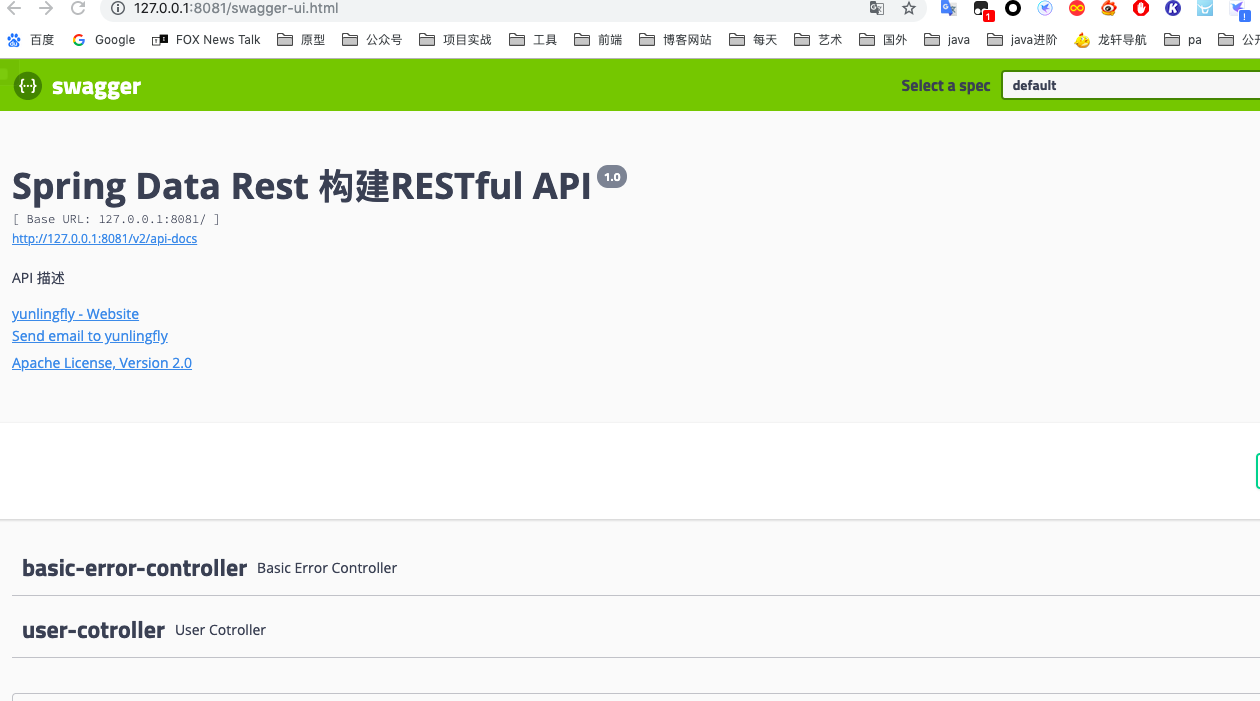 127.0.0.1:8081/swagger-ui.html
1
百度 Google FOX News Talk 原型 公众号 项目实战 工具 前端 博客网站 每天 艺术 国外 java java进阶 龙轩导航 pa
swagger Select a spec default
Spring Data Rest 构建RESTful API 1.0
[ Base URL: 127.0.0.1:8081/ ]
http://127.0.0.1:8081/v2/api-docs
API 描述
yunlingfly - Website
Send email to yunlingfly
Apache License, Version 2.0
basic-error-controller Basic Error Controller
user-cotroller User Cotroller